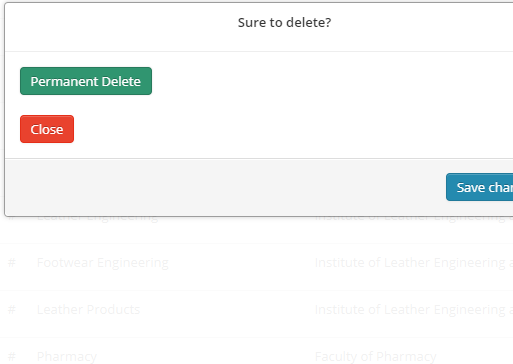 Sure to delete?
Permanent Delete
Close
Save chan
Leather Engineering Institute of Leather Engineering a
# Footwear Engineering Institute of Leather Engineering a
# Leather Products Institute of Leather Engineering a
# Pharmacy Faculty of Pharmacy